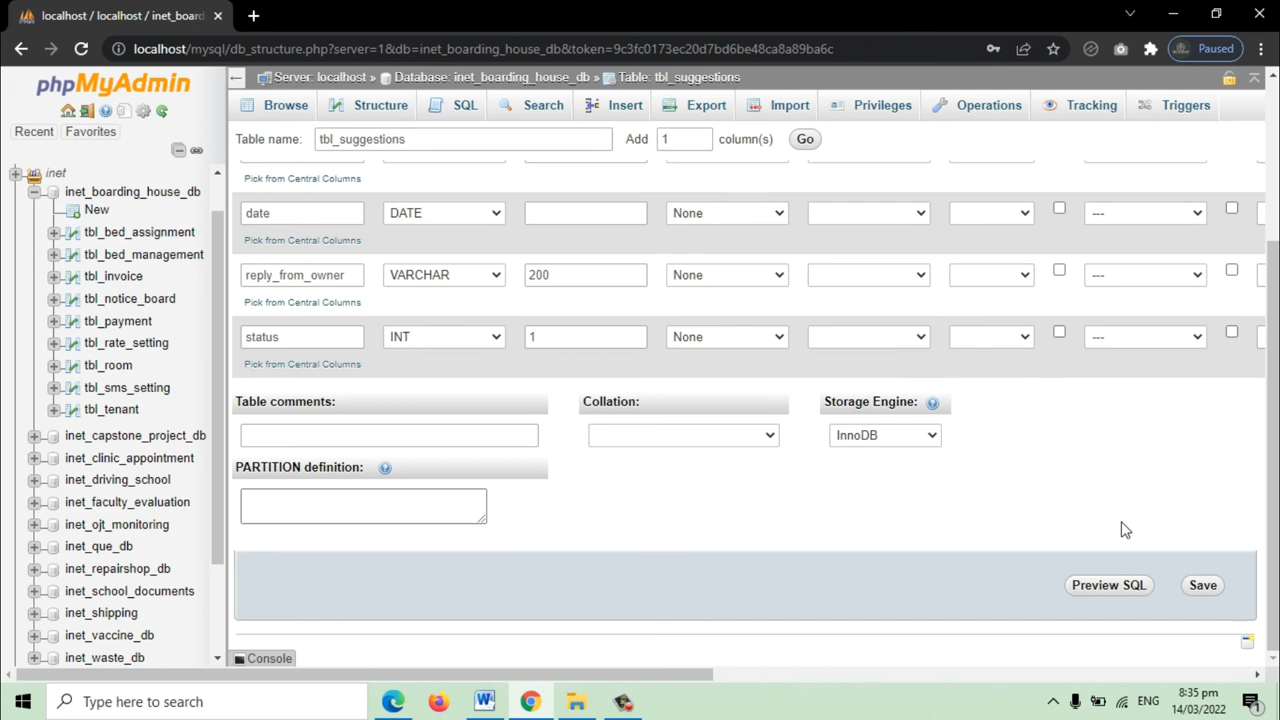 localhost / localhost / inet_board
localhost/mysql/db_structure.php?server=1&db=inet_boarding_house_db&token=9c3fc0173ec20d7bd6be48ca8a89ba6c
Paused
phpMyAdmin
Recent
Favorites
inet
inet_boarding_house_db
New
tbl_bed_assignment
tbl_bed_management
tbl_invoice
tbl_notice_board
tbl_payment
tbl_rate_setting
tbl_room
tbl_sms_setting
tbl_tenant
inet_capstone_project_db
inet_clinic_appointment
inet_driving_school
inet_faculty_evaluation
inet_ojt_monitoring
inet_que_db
inet_repairshop_db
inet_school_documents
inet_shipping
inet_vaccine_db
inet_waste_db
Server: localhost » Database: inet_boarding_house_db » Table: tbl_suggestions
Browse Structure SQL Search Insert Export Import Privileges Operations Tracking Triggers
Table name: tbl_suggestions Add 1 column(s) Go
Pick from Central Columns
date DATE None ---
Pick from Central Columns
reply_from_owner VARCHAR 200 None ---
Pick from Central Columns
status INT 1 None ---
Pick from Central Columns
Table comments: Collation: Storage Engine:
InnoDB
PARTITION definition:
Preview SQL Save
Console
Type here to search
ENG
8:35 pm
14/03/2022
1